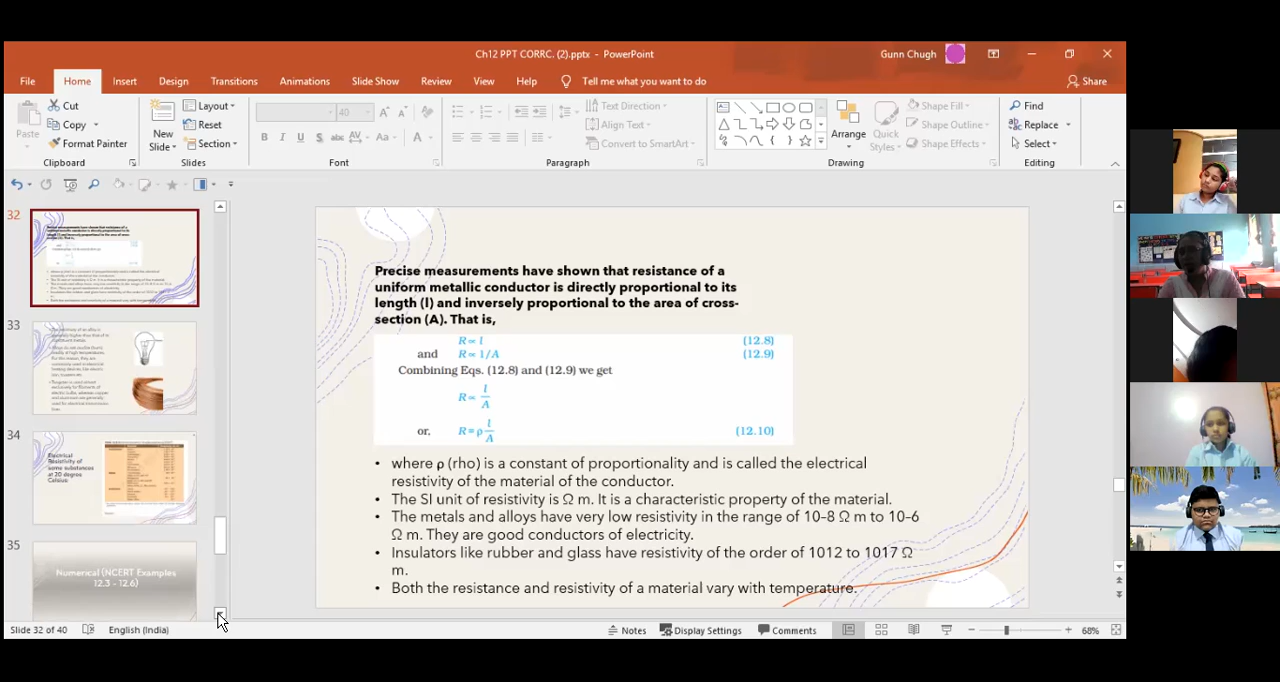 Ch12 PPT CORRC. (2).pptx - PowerPoint
Gunn Chugh
File Home Insert Design Transitions Animations Slide Show Review View Help Tell me what you want to do Share
Paste
Cut
Copy
Format Painter
Clipboard
New Slide
Layout
Reset
Section
Slides
40
Font
Text Direction
Align Text
Convert to SmartArt
Paragraph
Arrange
Quick Styles
Shape Fill
Shape Outline
Shape Effects
Drawing
Find
Replace
Select
Editing
32
33
34
Electrical
Resistivity of
some substances
at 20 degree
Celsius
35
Numerical (NCERT Examples
12.3 - 12.6)
Precise measurements have shown that resistance of a
uniform metallic conductor is directly proportional to its
length (l) and inversely proportional to the area of cross-
section (A). That is,
R ∝ l (12.8)
and R ∝ 1/A (12.9)
Combining Eqs. (12.8) and (12.9) we get
R ∝ l/A
or, R = ρ l/A (12.10)
• where ρ (rho) is a constant of proportionality and is called the electrical
resistivity of the material of the conductor.
• The SI unit of resistivity is Ω m. It is a characteristic property of the material.
• The metals and alloys have very low resistivity in the range of 10–8 Ω m to 10–6
Ω m. They are good conductors of electricity.
• Insulators like rubber and glass have resistivity of the order of 1012 to 1017 Ω
m.
• Both the resistance and resistivity of a material vary with temperature.
Slide 32 of 40 English (India) Notes Display Settings Comments 68%